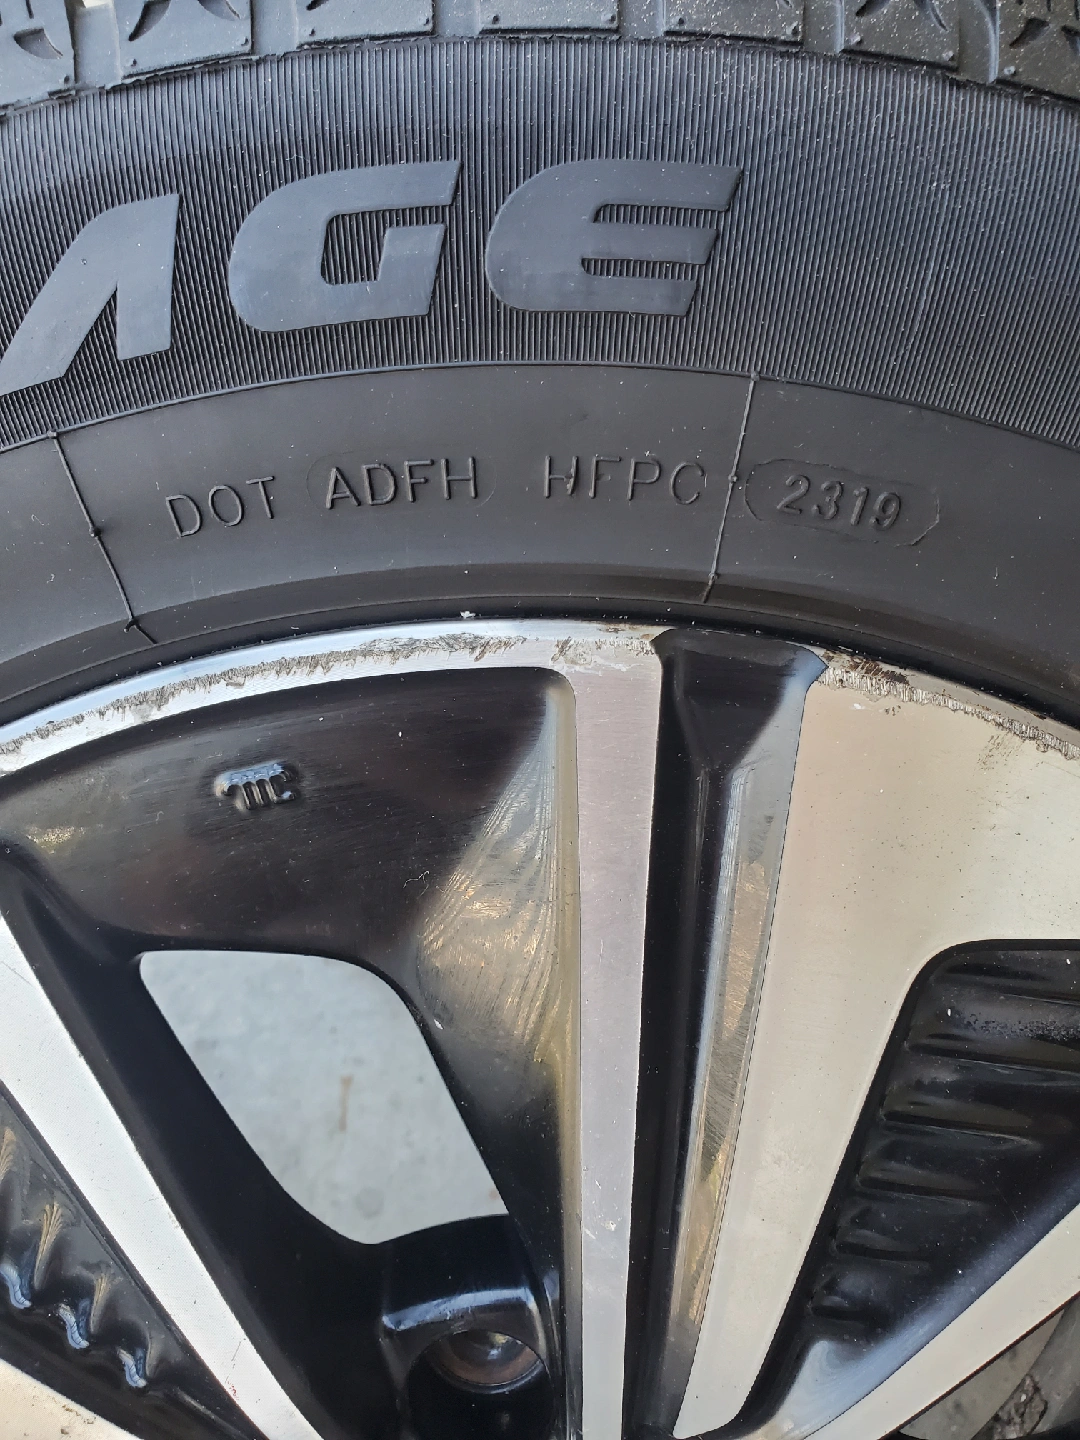 AGE
DOT ADFH HFPC 2319